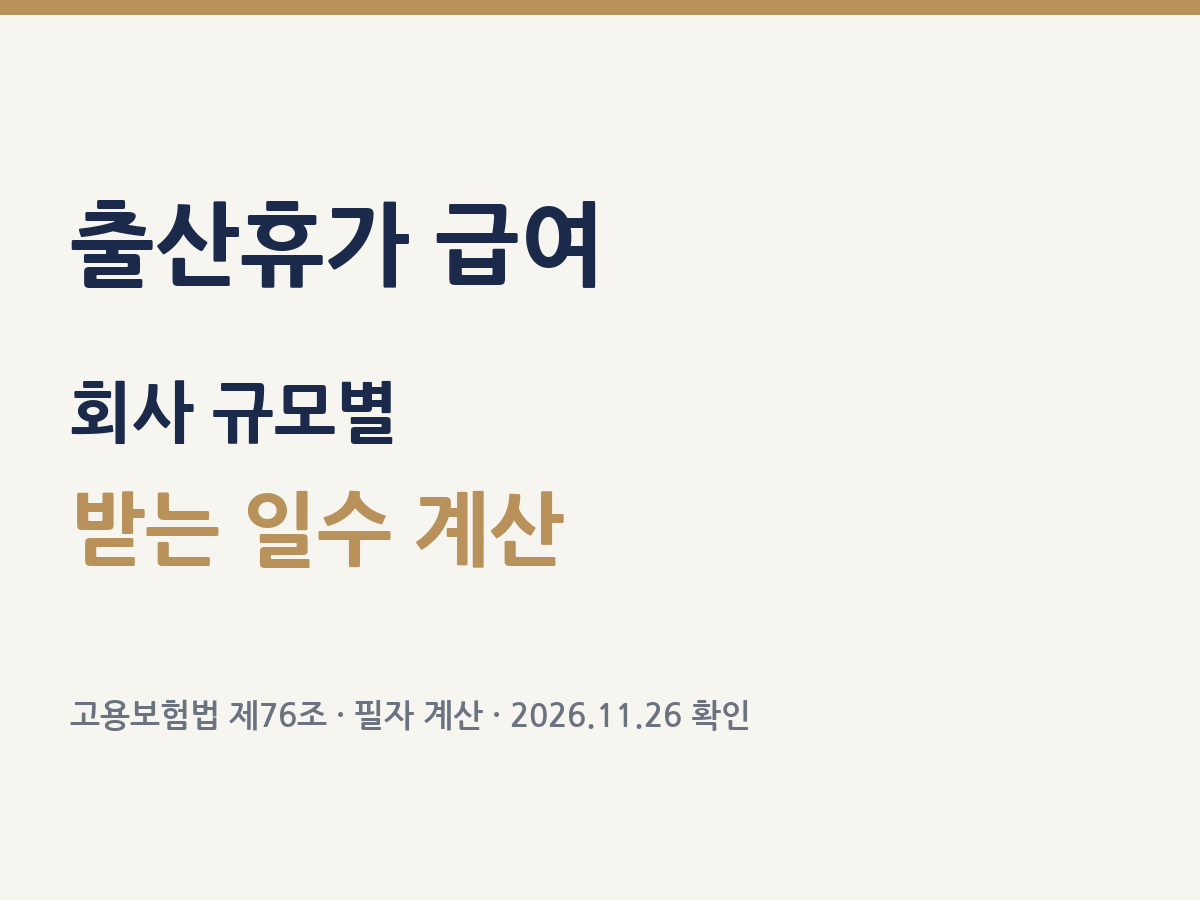 출산휴가 급여
회사 규모별
받는 일수 계산
고용보험법 제76조 · 필자 계산 · 2026.11.26 확인